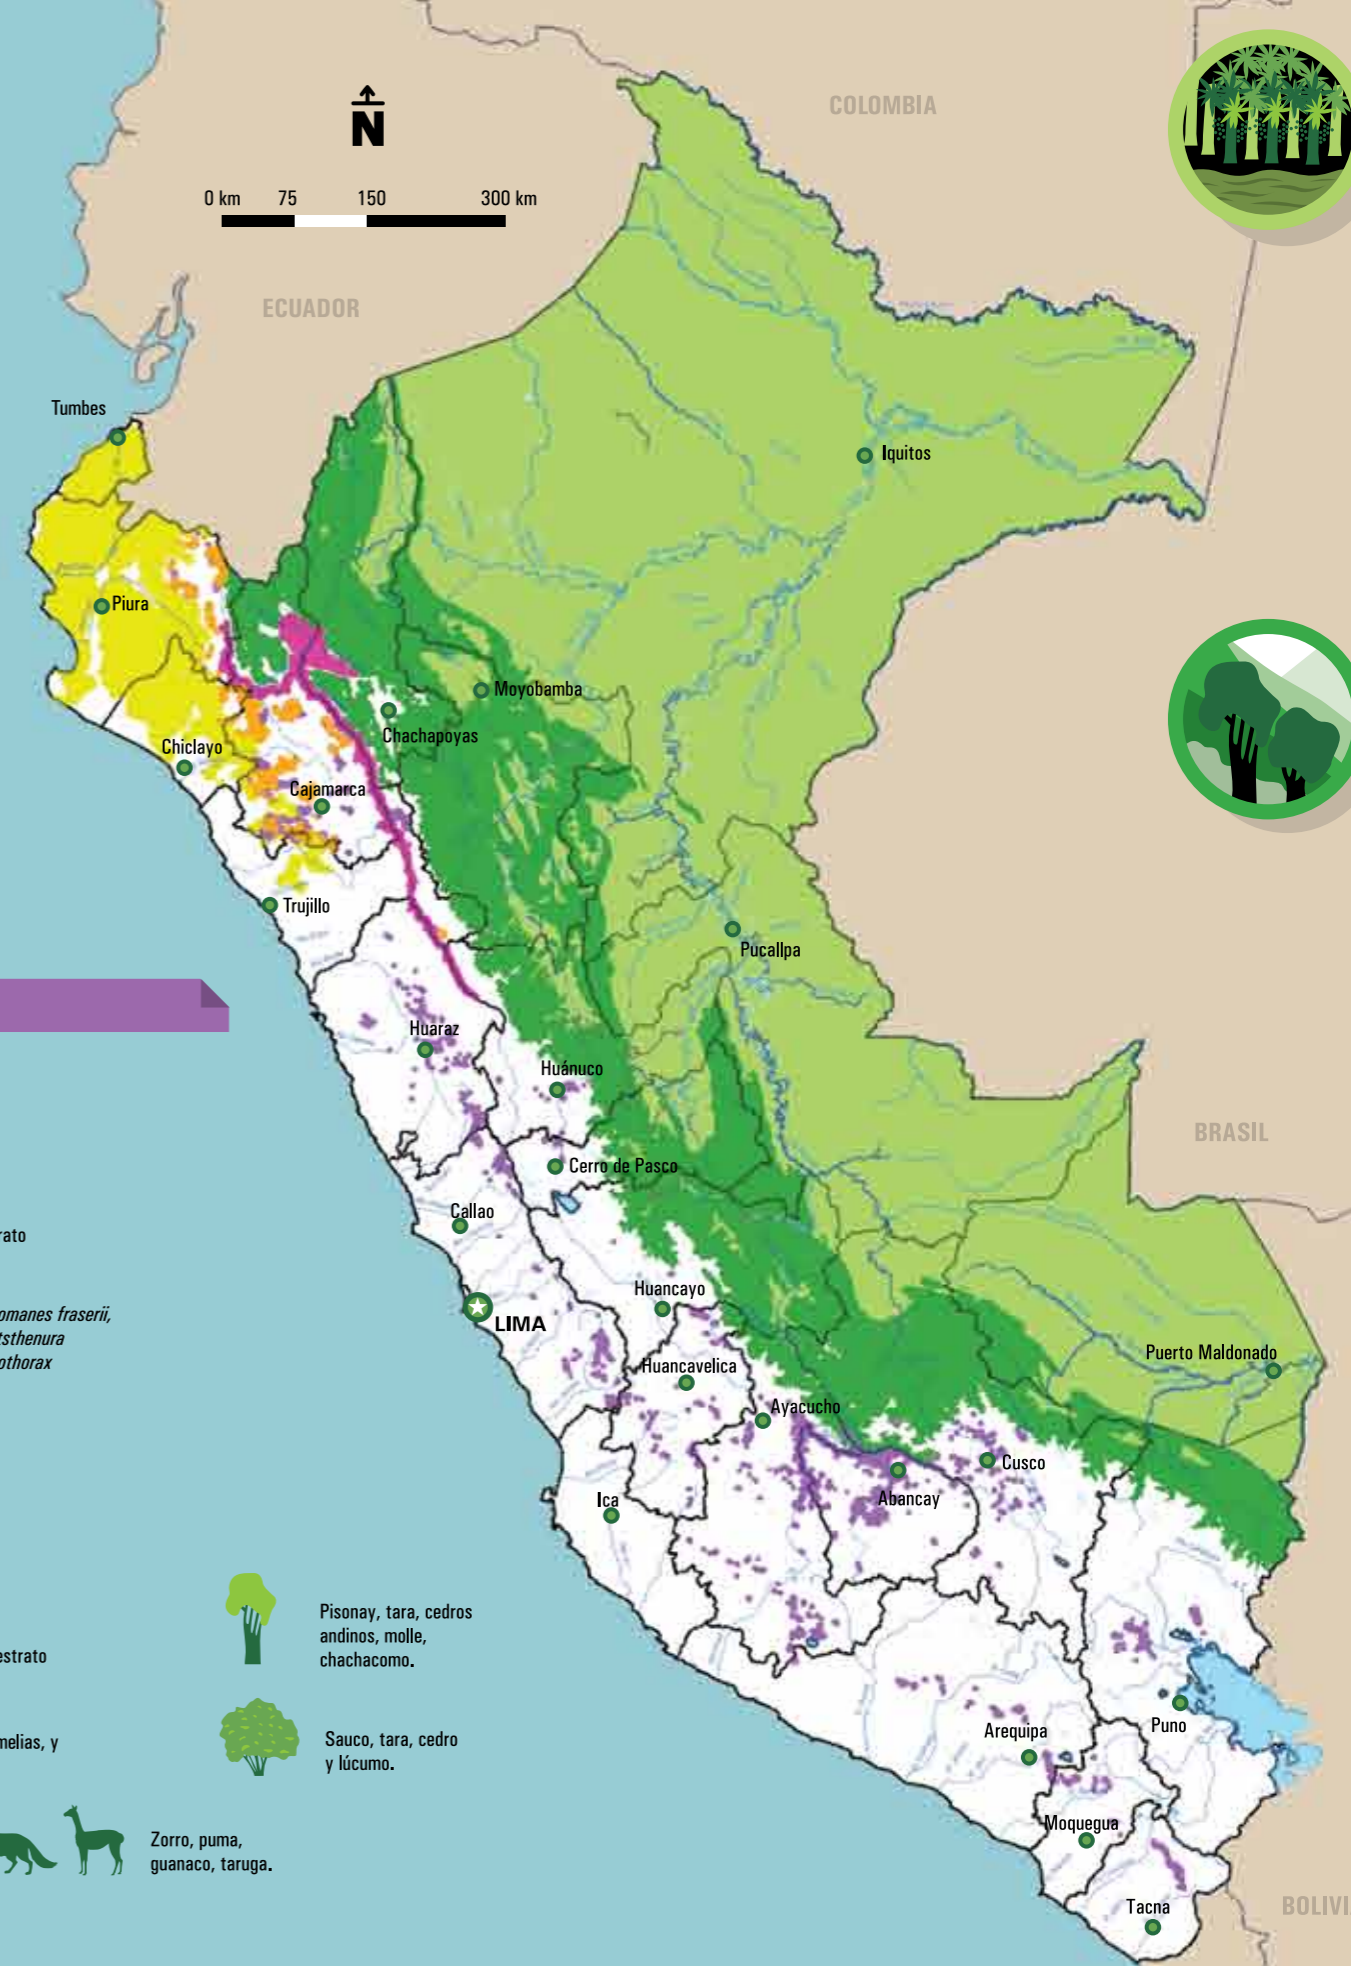 COLOMBIA
N
0 km 75 150 300 km
ECUADOR
Tumbes
Iquitos
Piura
Moyobamba
Chachapoyas
Chiclayo
Cajamarca
Trujillo
Pucallpa
Huaraz
Huánuco
BRASIL
Cerro de Pasco
Callao
rato
Huancayo
omanes fraserii,
LIMA
tsthenura
othorax
Puerto Maldonado
Huancavelica
Ayacucho
Cusco
Abancay
Ica
Pisonay, tara, cedros
andinos, molle,
chachacomo.
estrato
Puno
Arequipa
Sauco, tara, cedro
y lúcumo.
melias, y
Moquegua
Zorro, puma,
guanaco, taruga.
Tacna
BOLIVI